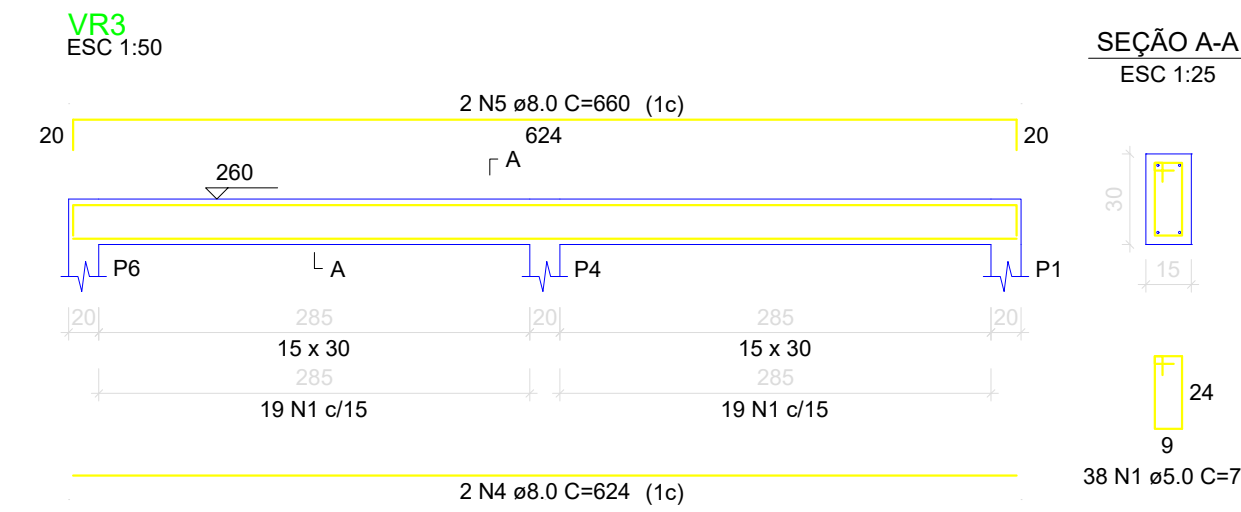 VR3
ESC 1:50
SEÇÃO A-A
ESC 1:25
2 N5 ø8.0 C=660 (1c)
20
624
20
A
260
30
P6
A
P4
P1
15
20
285
20
285
20
15 x 30
15 x 30
285
285
19 N1 c/15
19 N1 c/15
24
9
38 N1 ø5.0 C=7
2 N4 ø8.0 C=624 (1c)